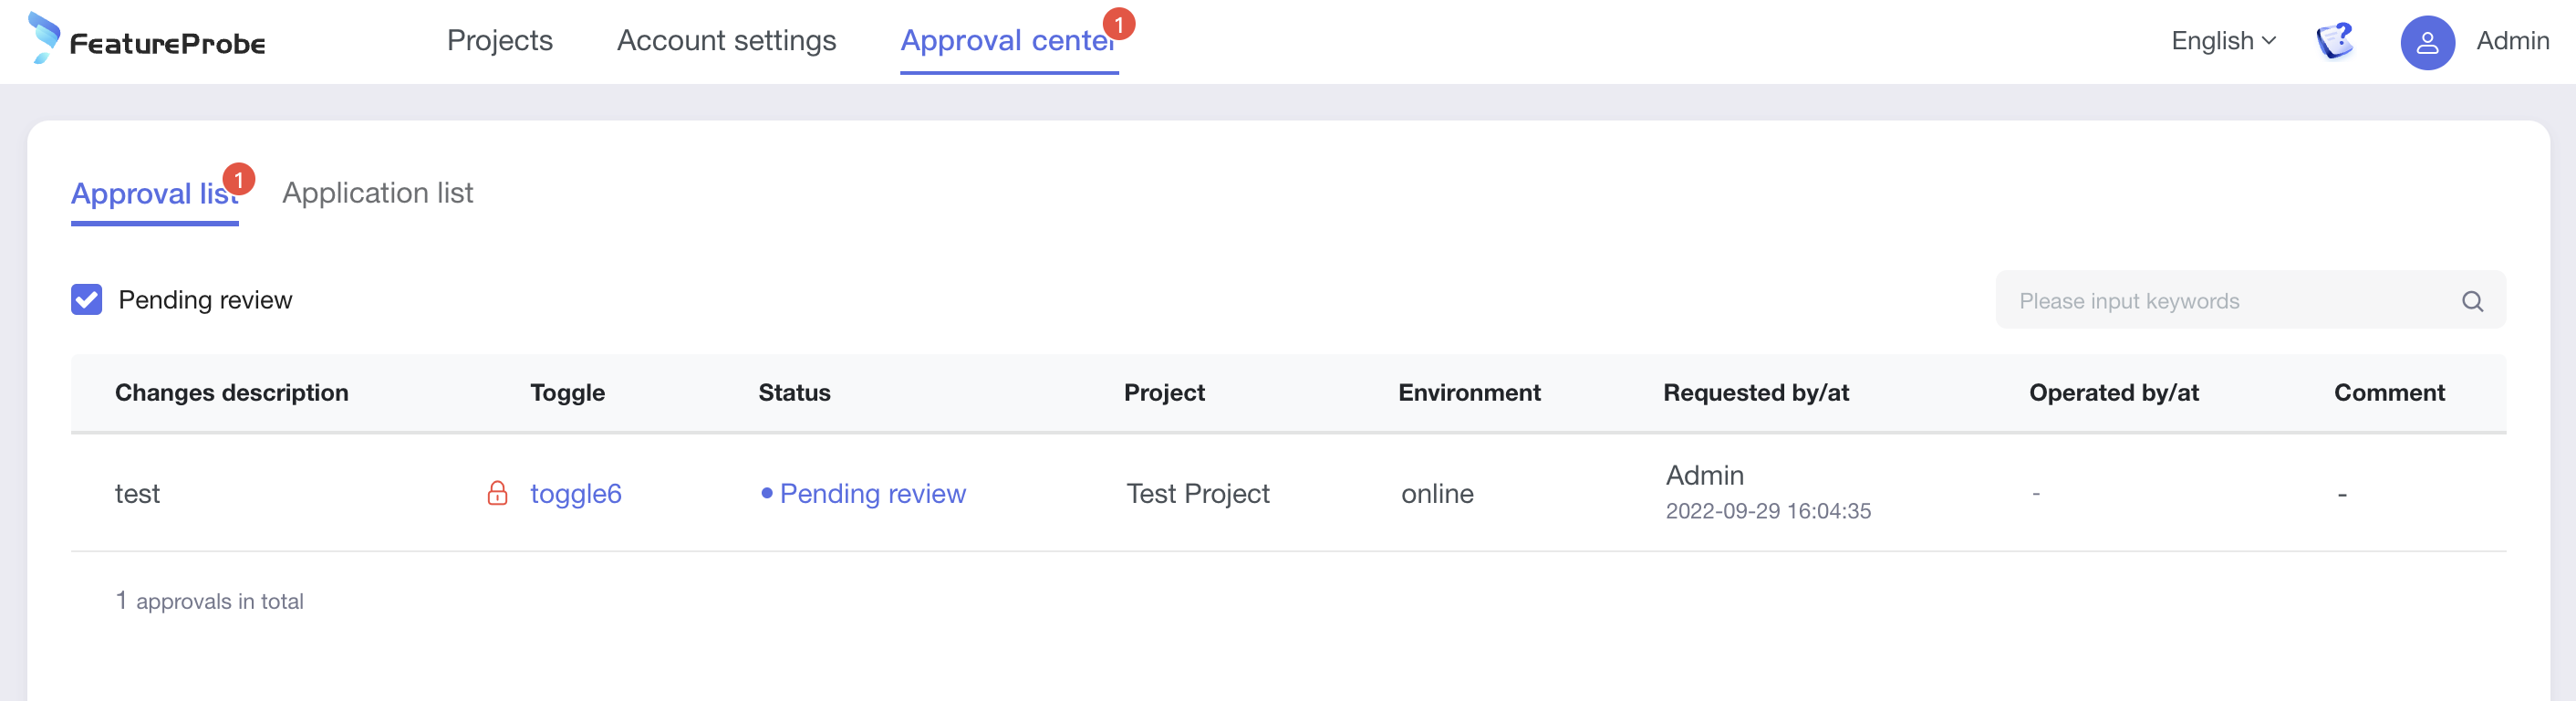 FeatureProbe Projects Account settings Approval center 1 English Admin
Approval list 1 Application list
Pending review Please input keywords
Changes description Toggle Status Project Environment Requested by/at Operated by/at Comment
test toggle6 Pending review Test Project online Admin - -
2022-09-29 16:04:35
1 approvals in total